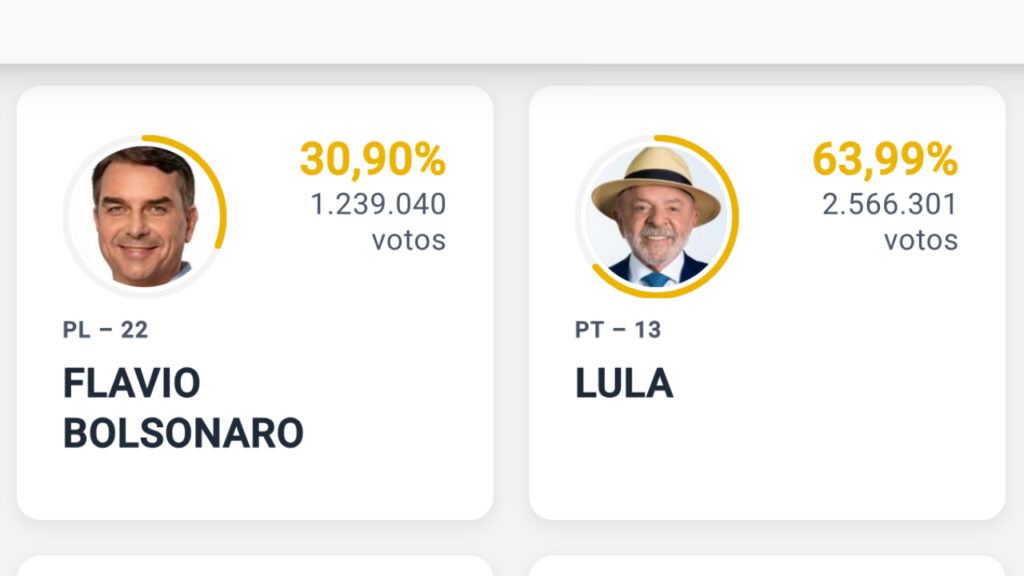 30,90%
1.239.040
votos
PL – 22
FLAVIO
BOLSONARO
63,99%
2.566.301
votos
PT – 13
LULA